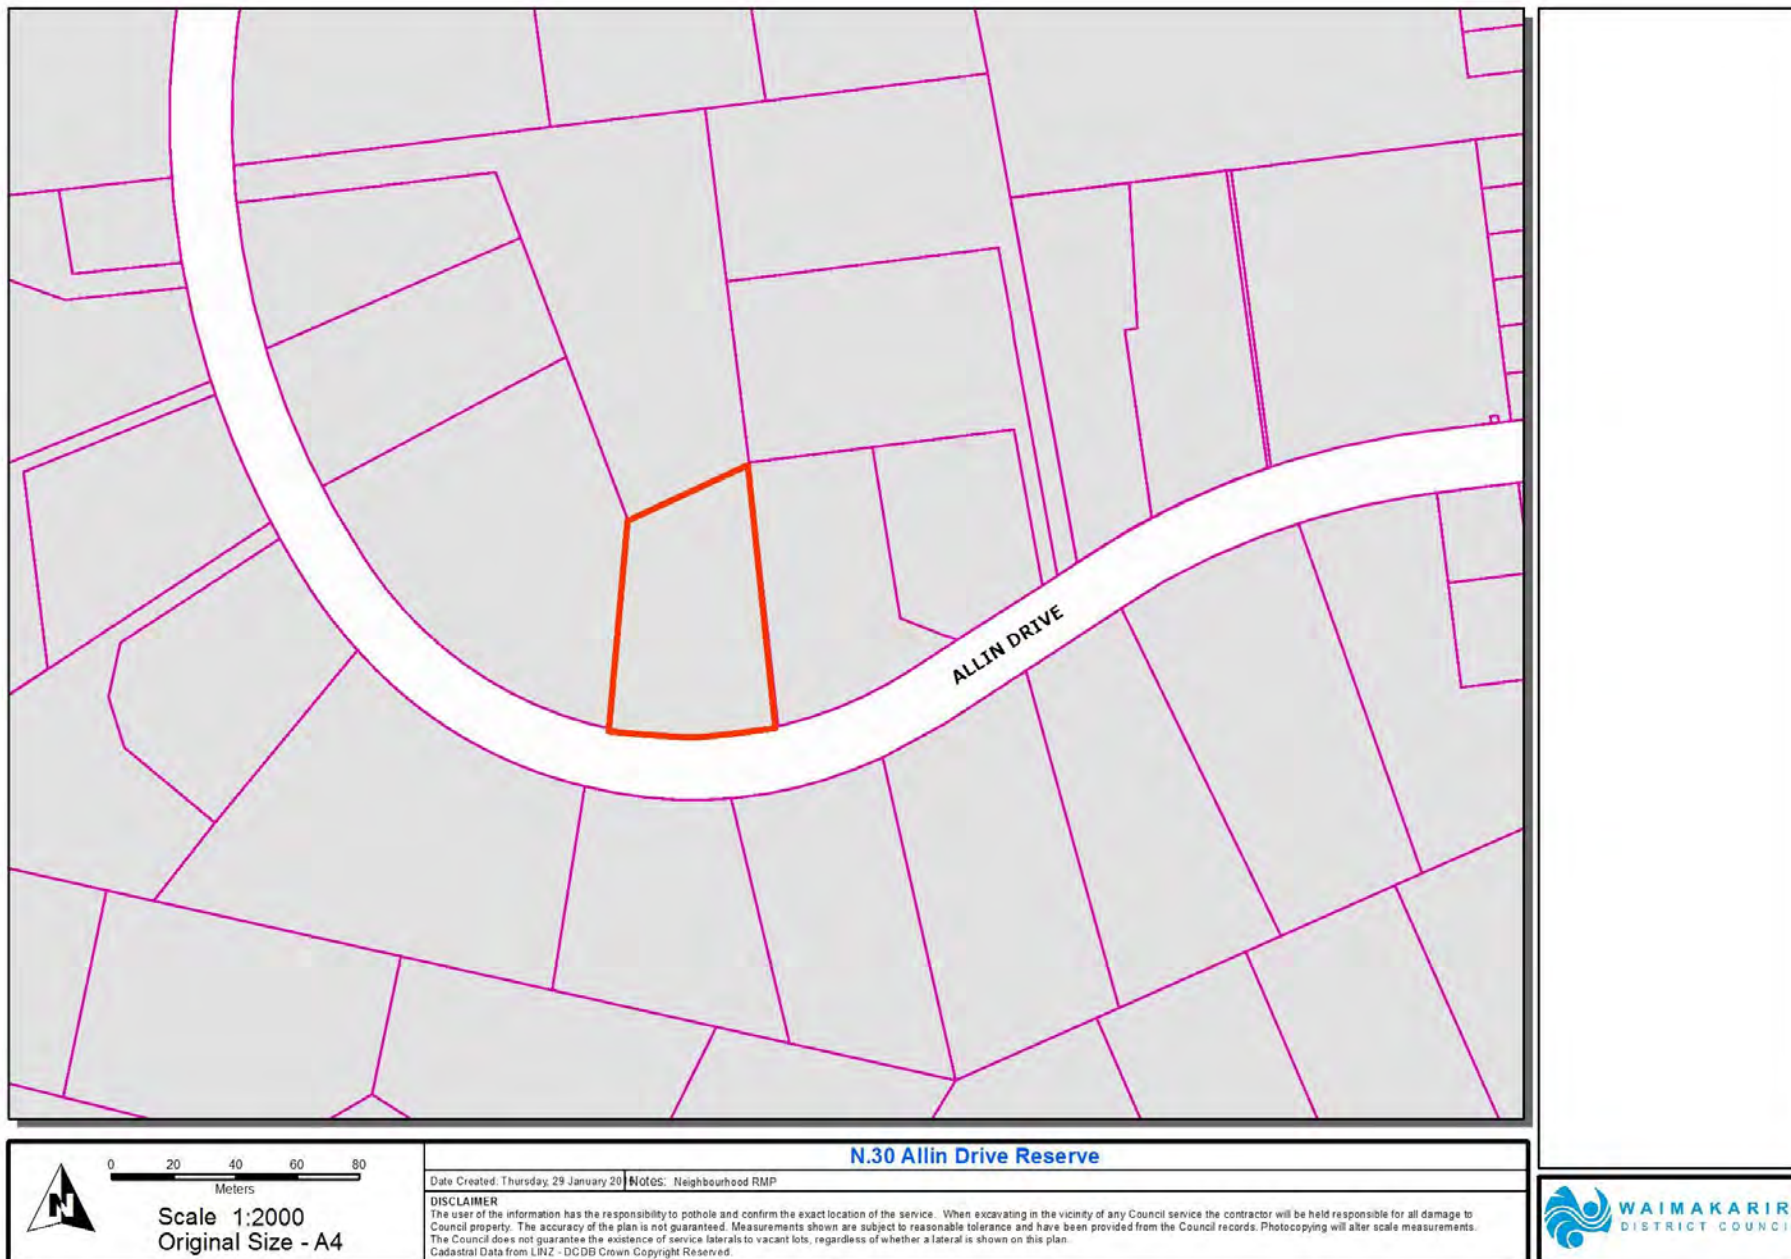 ALLIN DRIVE
N.30 Allin Drive Reserve
0 20 40 60 80
Meters
N
Scale 1:2000
Original Size - A4
Date Created: Thursday, 29 January Notes: Neighbourhood RMP
DISCLAIMER
The user of the information has the responsibility to pothole and confirm the exact location of the service. When excavating in the vicinity of any Council service the contractor will be held responsible for all damage to
Council property. The accuracy of the plan is not guaranteed. Measurements shown are subject to reasonable tolerance and have been provided from the Council records. Photocopying will alter scale measurements.
The Council does not guarantee the existence of service laterals to vacant lots, regardless of whether a lateral is shown on this plan.
Cadastral Data from LINZ - DCDB Crown Copyright Reserved.
WAIMAKARIR
DISTRICT COUNC